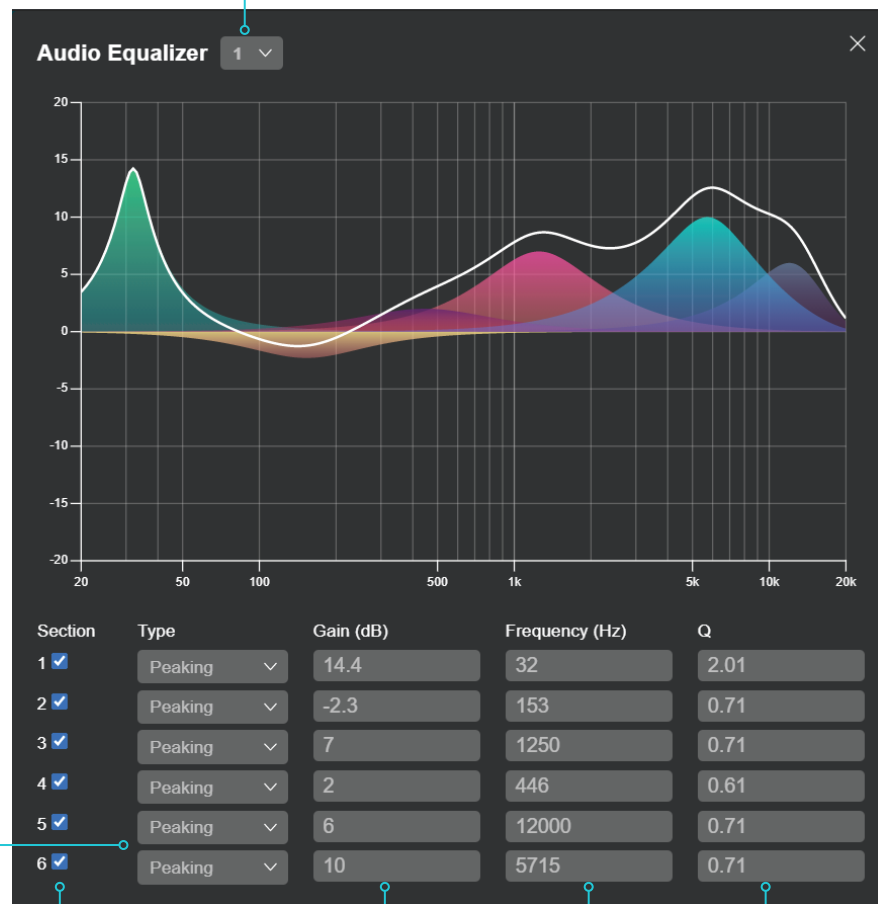 Audio Equalizer 1
20
15
10
5
0
-5
-10
-15
-20
20 50 100 500 1k 5k 10k 20k
Section Type Gain (dB) Frequency (Hz) Q
1 Peaking 14.4 32 2.01
2 Peaking -2.3 153 0.71
3 Peaking 7 1250 0.71
4 Peaking 2 446 0.61
5 Peaking 6 12000 0.71
6 Peaking 10 5715 0.71